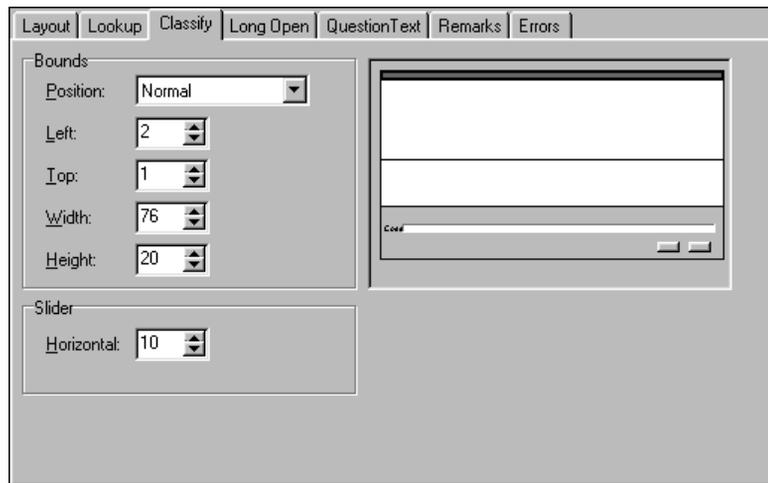 Layout Lookup Classify Long Open QuestionText Remarks Errors
Bounds
Position: Normal
Left: 2
Top: 1
Width: 76
Height: 20
Code
Slider
Horizontal: 10